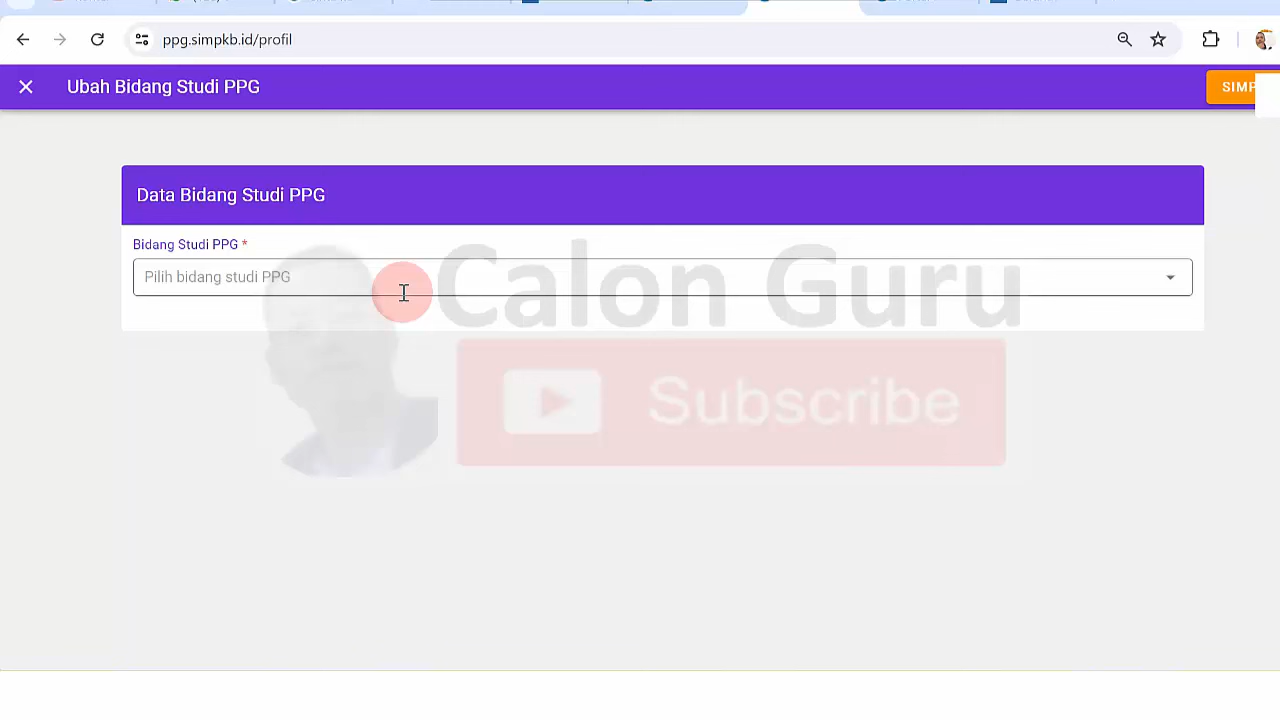 ppg.simpkb.id/profil
Ubah Bidang Studi PPG
SIMP
Data Bidang Studi PPG
Bidang Studi PPG *
Pilih bidang studi PPG
Calon Guru
Subscribe